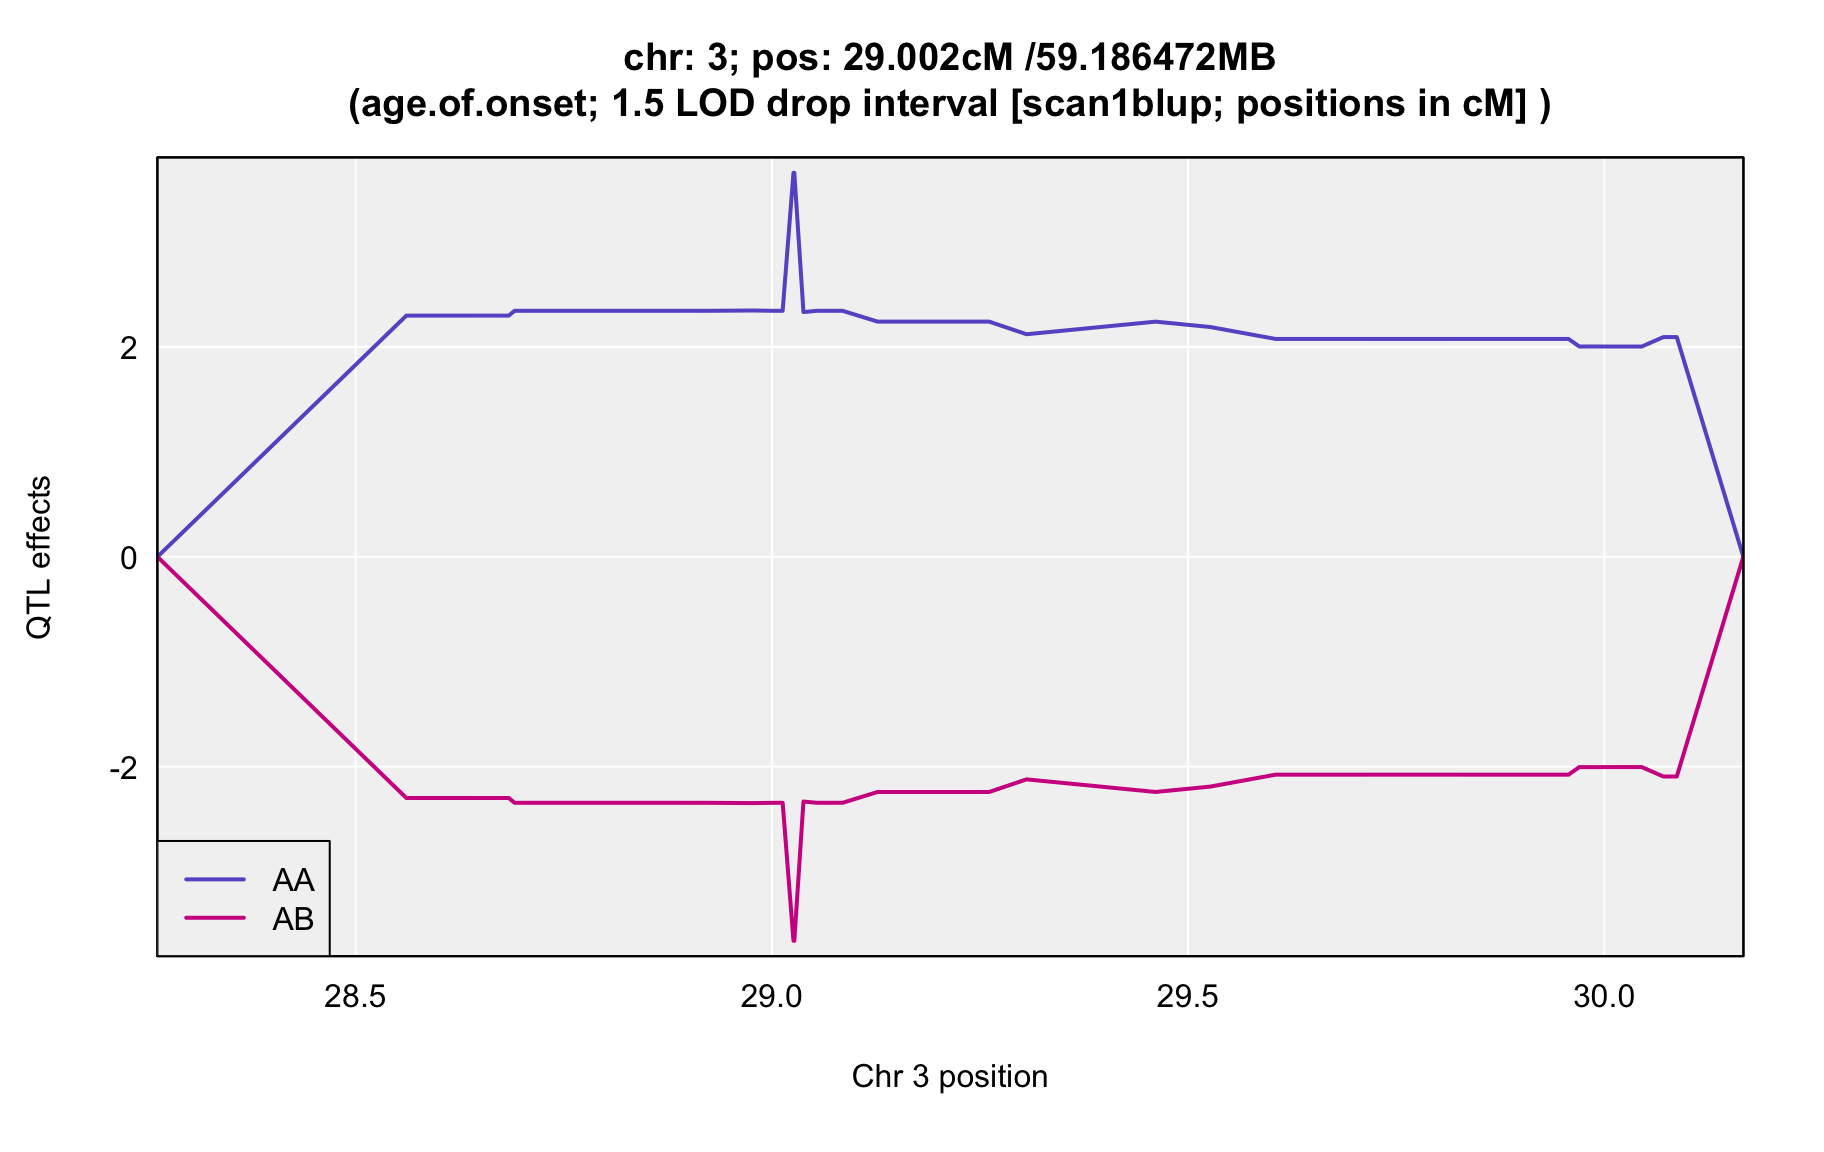 chr: 3; pos: 29.002cM /59.186472MB
(age.of.onset; 1.5 LOD drop interval [scan1blup; positions in cM] )
QTL effects
2
0
-2
AA
AB
28.5 29.0 29.5 30.0
Chr 3 position